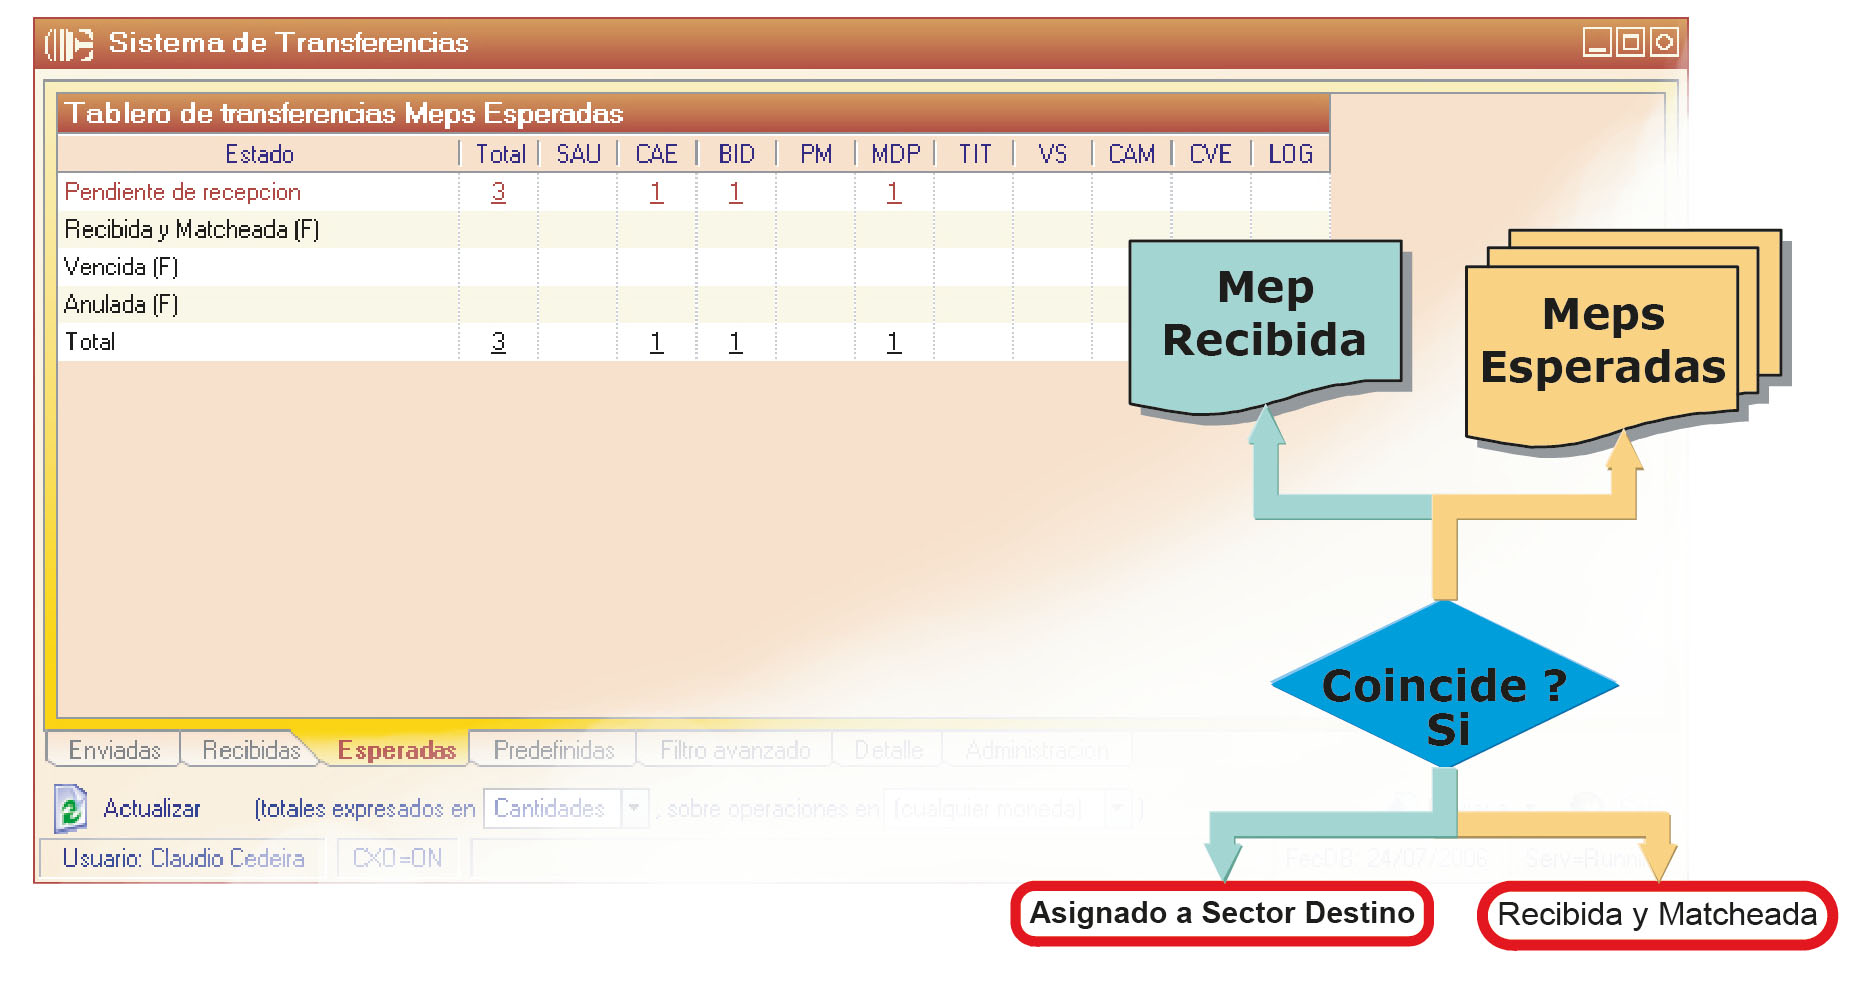 Sistema de Transferencias
Tablero de transferencias Meps Esperadas
Estado Total SAU CAE BID PM MDP TIT VS CAM CVE LOG
Pendiente de recepcion 3 1 1 1
Recibida y Matcheada (F)
Vencida (F)
Anulada (F)
Total 3 1 1 1
Mep
Recibida
Meps
Esperadas
Coincide ?
Si
Enviadas Recibidas Esperadas Predefinidas Filtro avanzado Detalle Administracion
Actualizar (totales expresados en Cantidades , sobre operaciones en (cualquier moneda) )
Usuario: Claudio Cedeira CXO=ON FecDB: 24/07/2006
Asignado a Sector Destino
Recibida y Matcheada